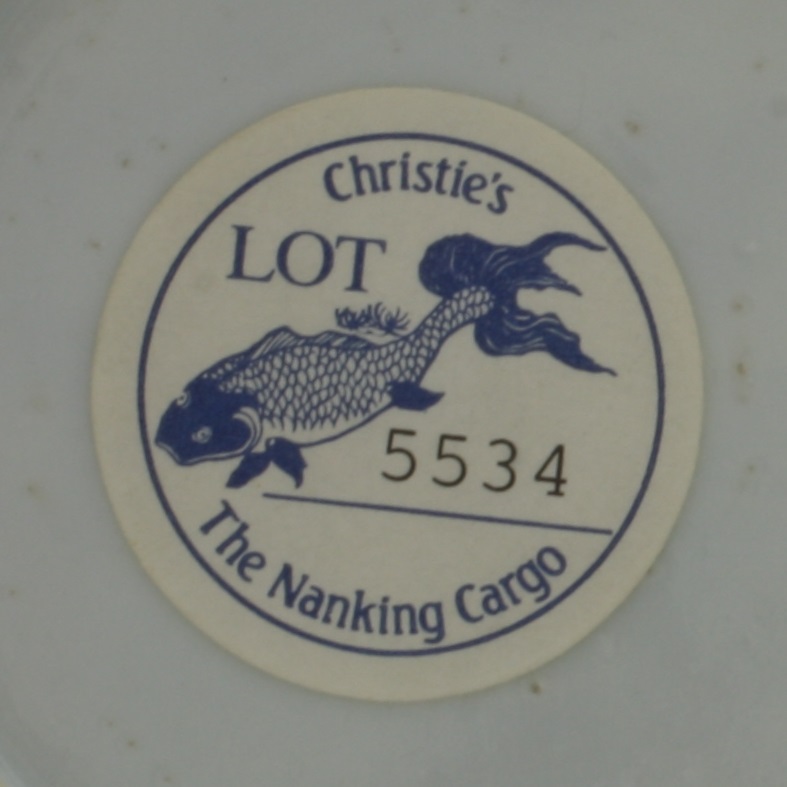 Christie's
LOT
5534
The Nanking Cargo